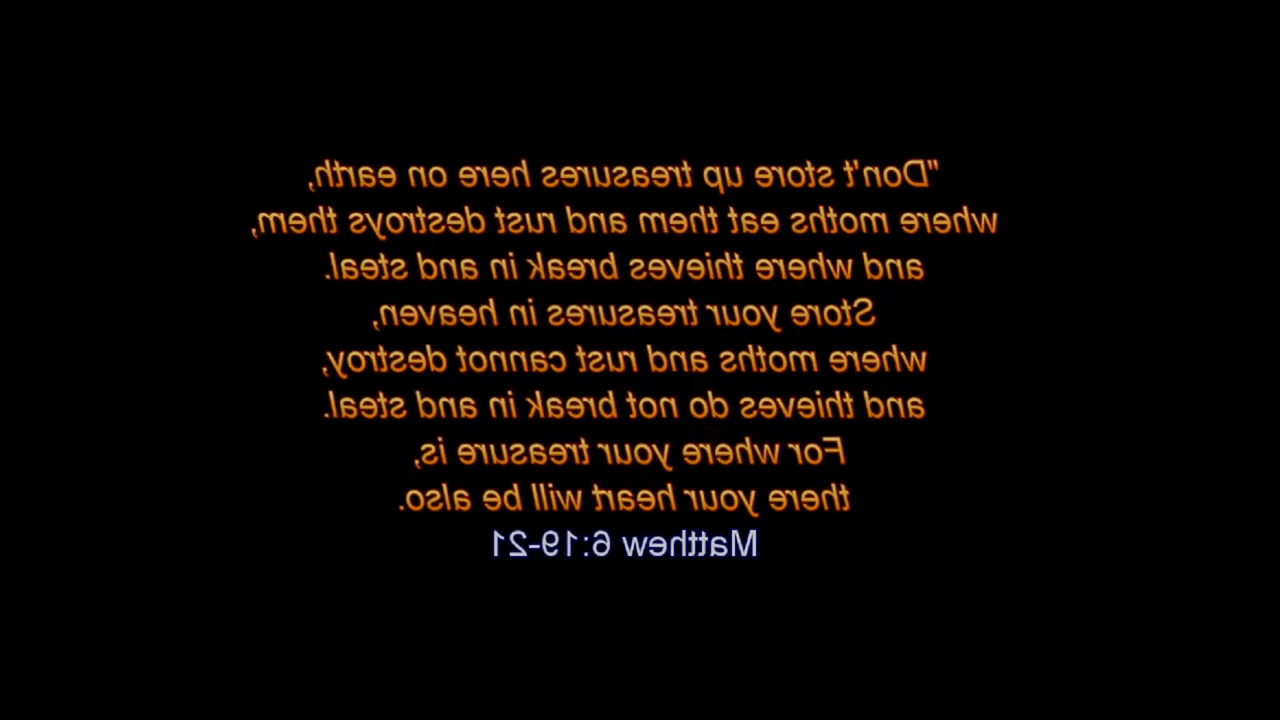 "Don't store up treasures here on earth,
where moths eat them and rust destroys them,
and where thieves break in and steal.
Store your treasures in heaven,
where moths and rust cannot destroy,
and thieves do not break in and steal.
For where your treasure is,
there your heart will be also.
Matthew 6:19-21